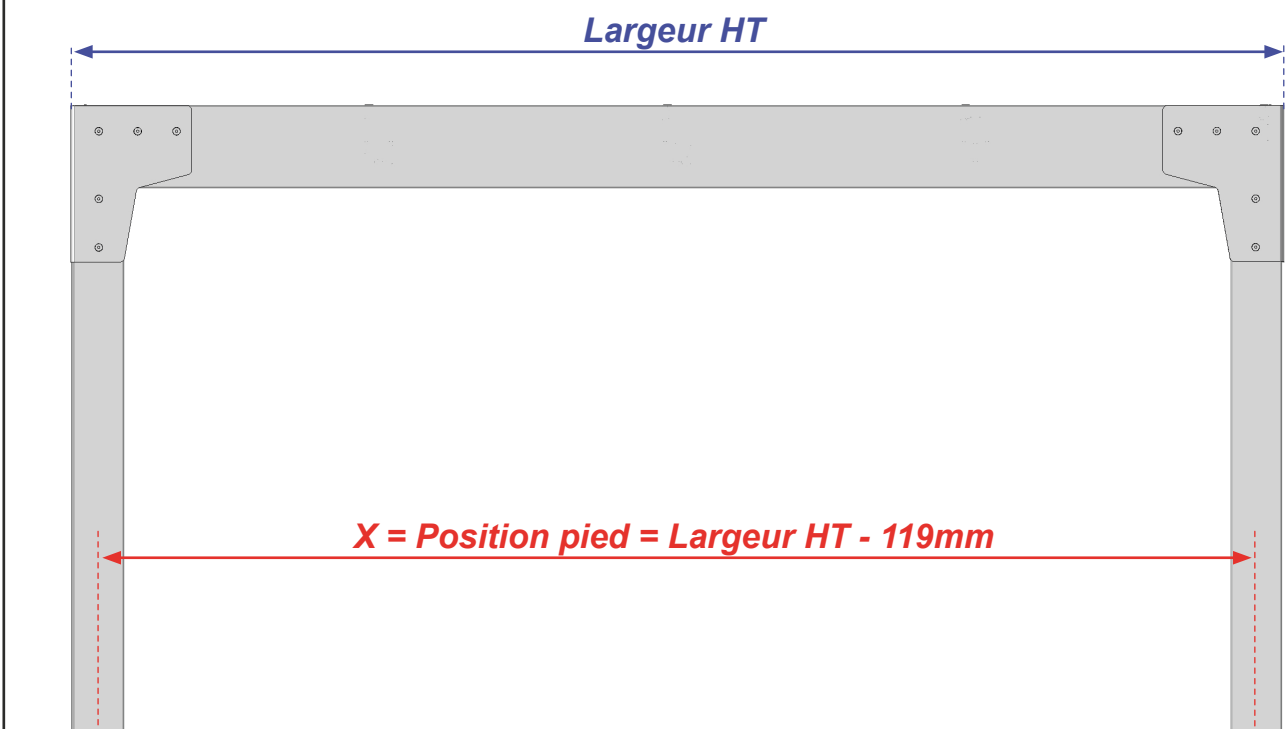 Largeur HT
X = Position pied = Largeur HT - 119mm